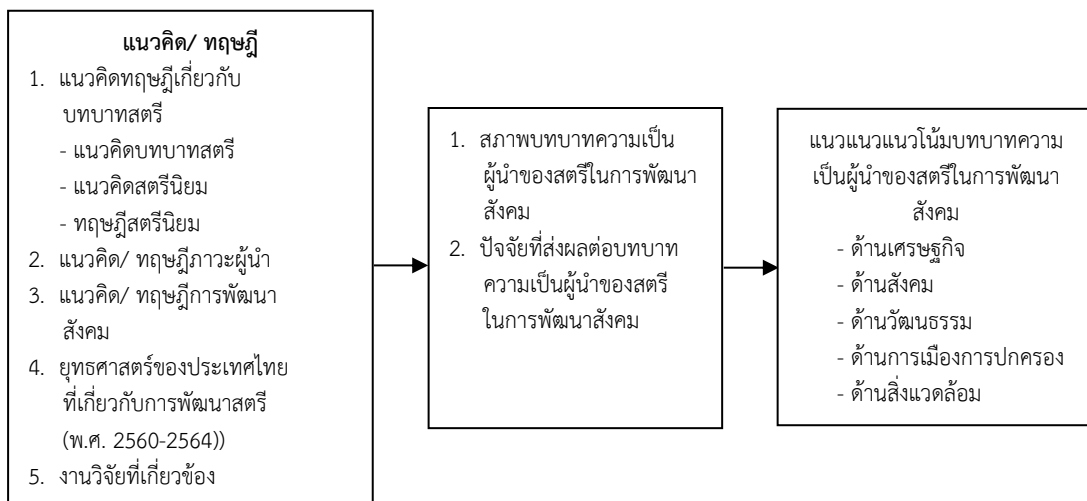 แนวคิด/ ทฤษฎี
1. แนวคิดทฤษฎีเกี่ยวกับ
บทบาทสตรี
- แนวคิดบทบาทสตรี
- แนวคิดสตรีนิยม
- ทฤษฎีสตรีนิยม
2. แนวคิด/ ทฤษฎีภาวะผู้นำ
3. แนวคิด/ ทฤษฎีการพัฒนา
สังคม
4. ยุทธศาสตร์ของประเทศไทย
ที่เกี่ยวกับการพัฒนาสตรี
(พ.ศ. 2560-2564))
5. งานวิจัยที่เกี่ยวข้อง
1. สภาพบทบาทความเป็น
ผู้นำของสตรีในการพัฒนา
สังคม
2. ปัจจัยที่ส่งผลต่อบทบาท
ความเป็นผู้นำของสตรี
ในการพัฒนาสังคม
แนวแนวแนวโน้มบทบาทความ
เป็นผู้นำของสตรีในการพัฒนา
สังคม
- ด้านเศรษฐกิจ
- ด้านสังคม
- ด้านวัฒนธรรม
- ด้านการเมืองการปกครอง
- ด้านสิ่งแวดล้อม